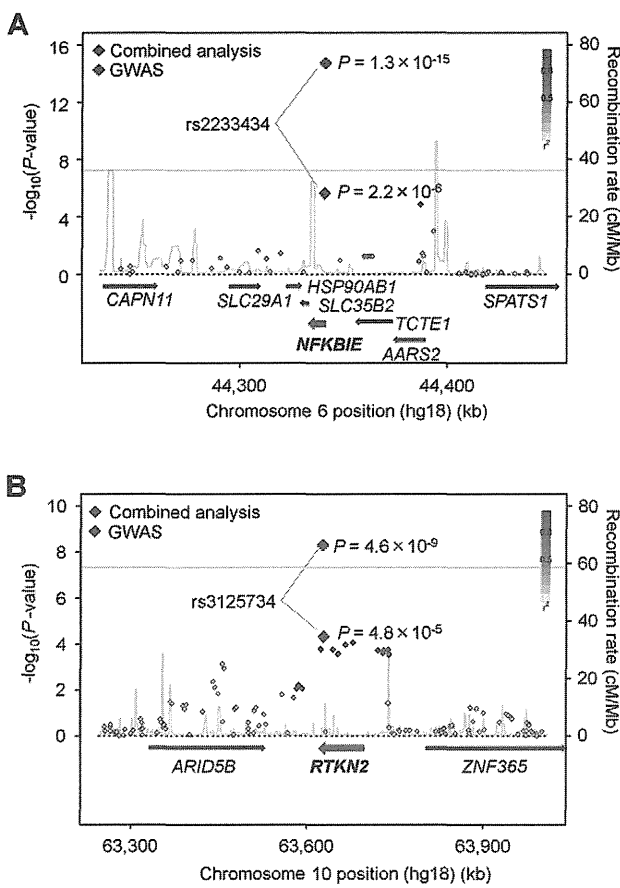 A
-log10(P-value)
16
12
8
4
0
Combined analysis
GWAS
rs2233434
P = 1.3 × 10-15
P = 2.2 × 10-6
80
60
40
20
0
Recombination rate (cM/Mb)
r2
CAPN11
SLC29A1
HSP90AB1
SLC35B2
NFKBIE
TCTE1
AARS2
SPATS1
44,300
44,400
Chromosome 6 position (hg18) (kb)
B
-log10(P-value)
10
8
6
4
2
0
Combined analysis
GWAS
rs3125734
P = 4.6 × 10-9
P = 4.8 × 10-5
80
60
40
20
0
Recombination rate (cM/Mb)
r2
ARID5B
RTKN2
ZNF365
63,300
63,600
63,900
Chromosome 10 position (hg18) (kb)